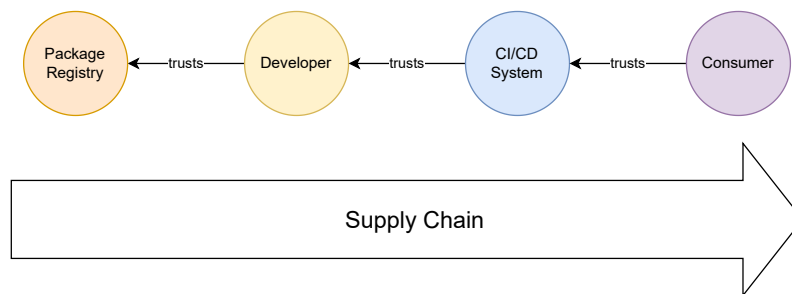 Package
Registry
trusts
Developer
trusts
CI/CD
System
trusts
Consumer
Supply Chain